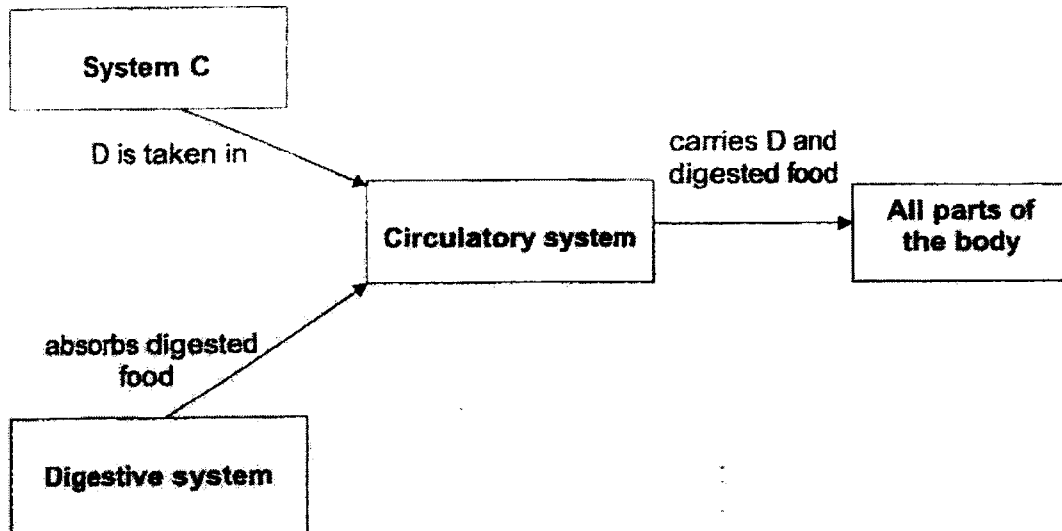 System C
D is taken in
carries D and
digested food
Circulatory system
All parts of
the body
absorbs digested
food
Digestive system